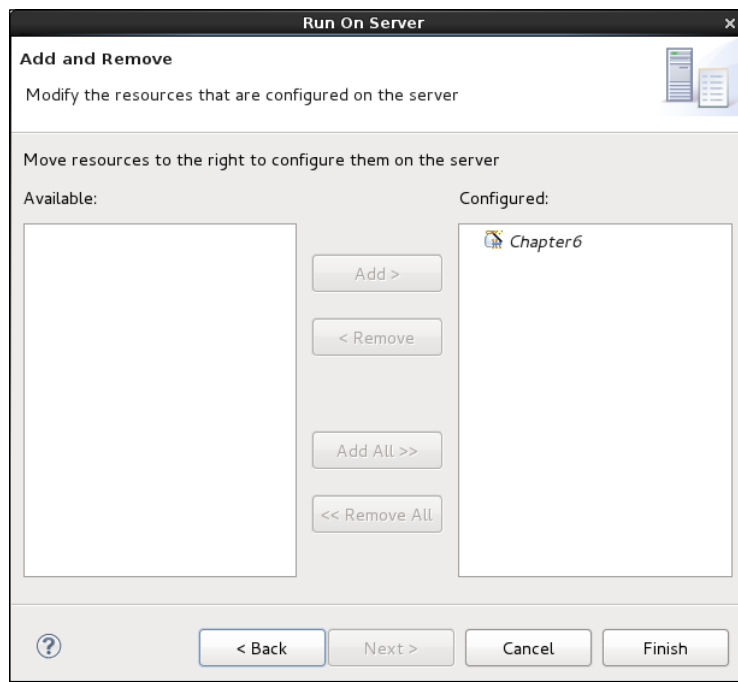 Run On Server
Add and Remove
Modify the resources that are configured on the server
Move resources to the right to configure them on the server
Available:
Configured:
Chapter6
Add >
< Remove
Add All >>
<< Remove All
?
< Back
Next >
Cancel
Finish